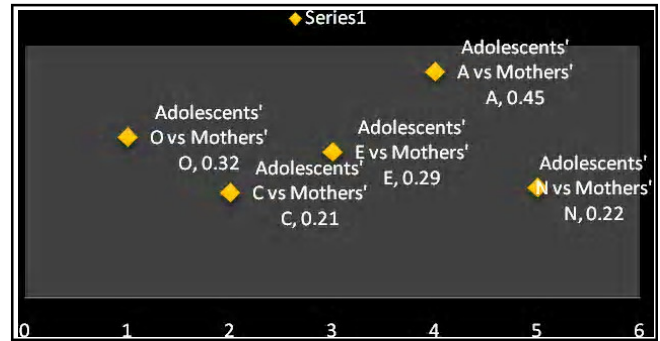 Series1
Adolescents'
O vs Mothers'
O, 0.32
Adolescents'
C vs Mothers'
C, 0.21
Adolescents'
E vs Mothers'
E, 0.29
Adolescents'
A vs Mothers'
A, 0.45
Adolescents'
N vs Mothers'
N, 0.22
0 1 2 3 4 5 6